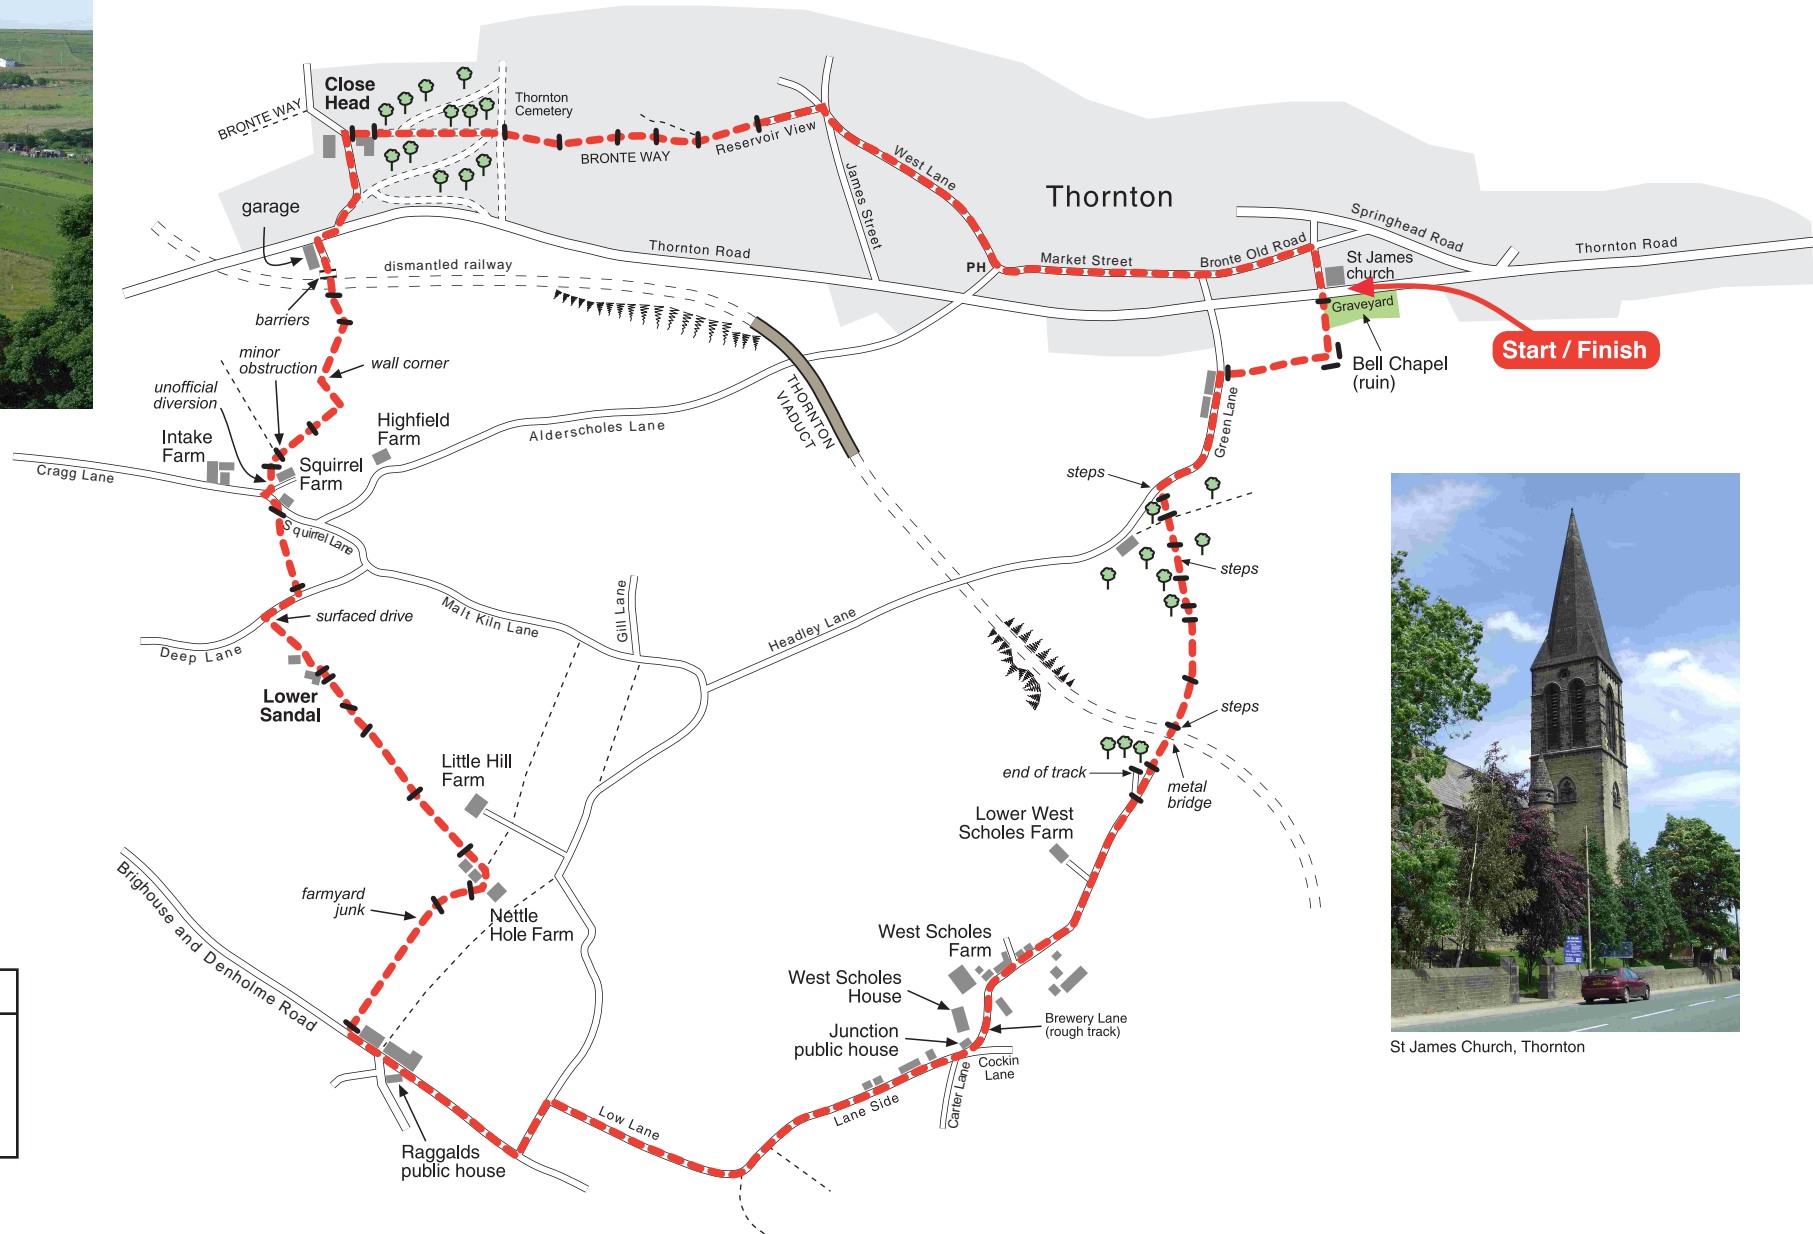 Close
Head
BRONTE WAY
Thornton
Cemetery
BRONTE WAY
Reservoir View
West Lane
James Street
Thornton
garage
Thornton Road
dismantled railway
PH
Market Street
Bronte Old Road
Springhead Road
Thornton Road
St James
church
Graveyard
Start / Finish
Bell Chapel
(ruin)
barriers
minor
obstruction
wall corner
unofficial
diversion
THORNTON
VIADUCT
Green Lane
Highfield
Farm
Alderscholes Lane
Intake
Farm
Cragg Lane
Squirrel
Farm
Squirrel Lane
steps
steps
Gill Lane
Malt Kiln Lane
Headley Lane
surfaced drive
Deep Lane
Lower
Sandal
steps
Little Hill
Farm
end of track
metal
bridge
Lower West
Scholes Farm
Brighouse and Denholme Road
farmyard
junk
Nettle
Hole Farm
West Scholes
Farm
West Scholes
House
Brewery Lane
(rough track)
Junction
public house
Cockin
Lane
Carter Lane
Lane Side
Low Lane
Raggalds
public house
St James Church, Thornton